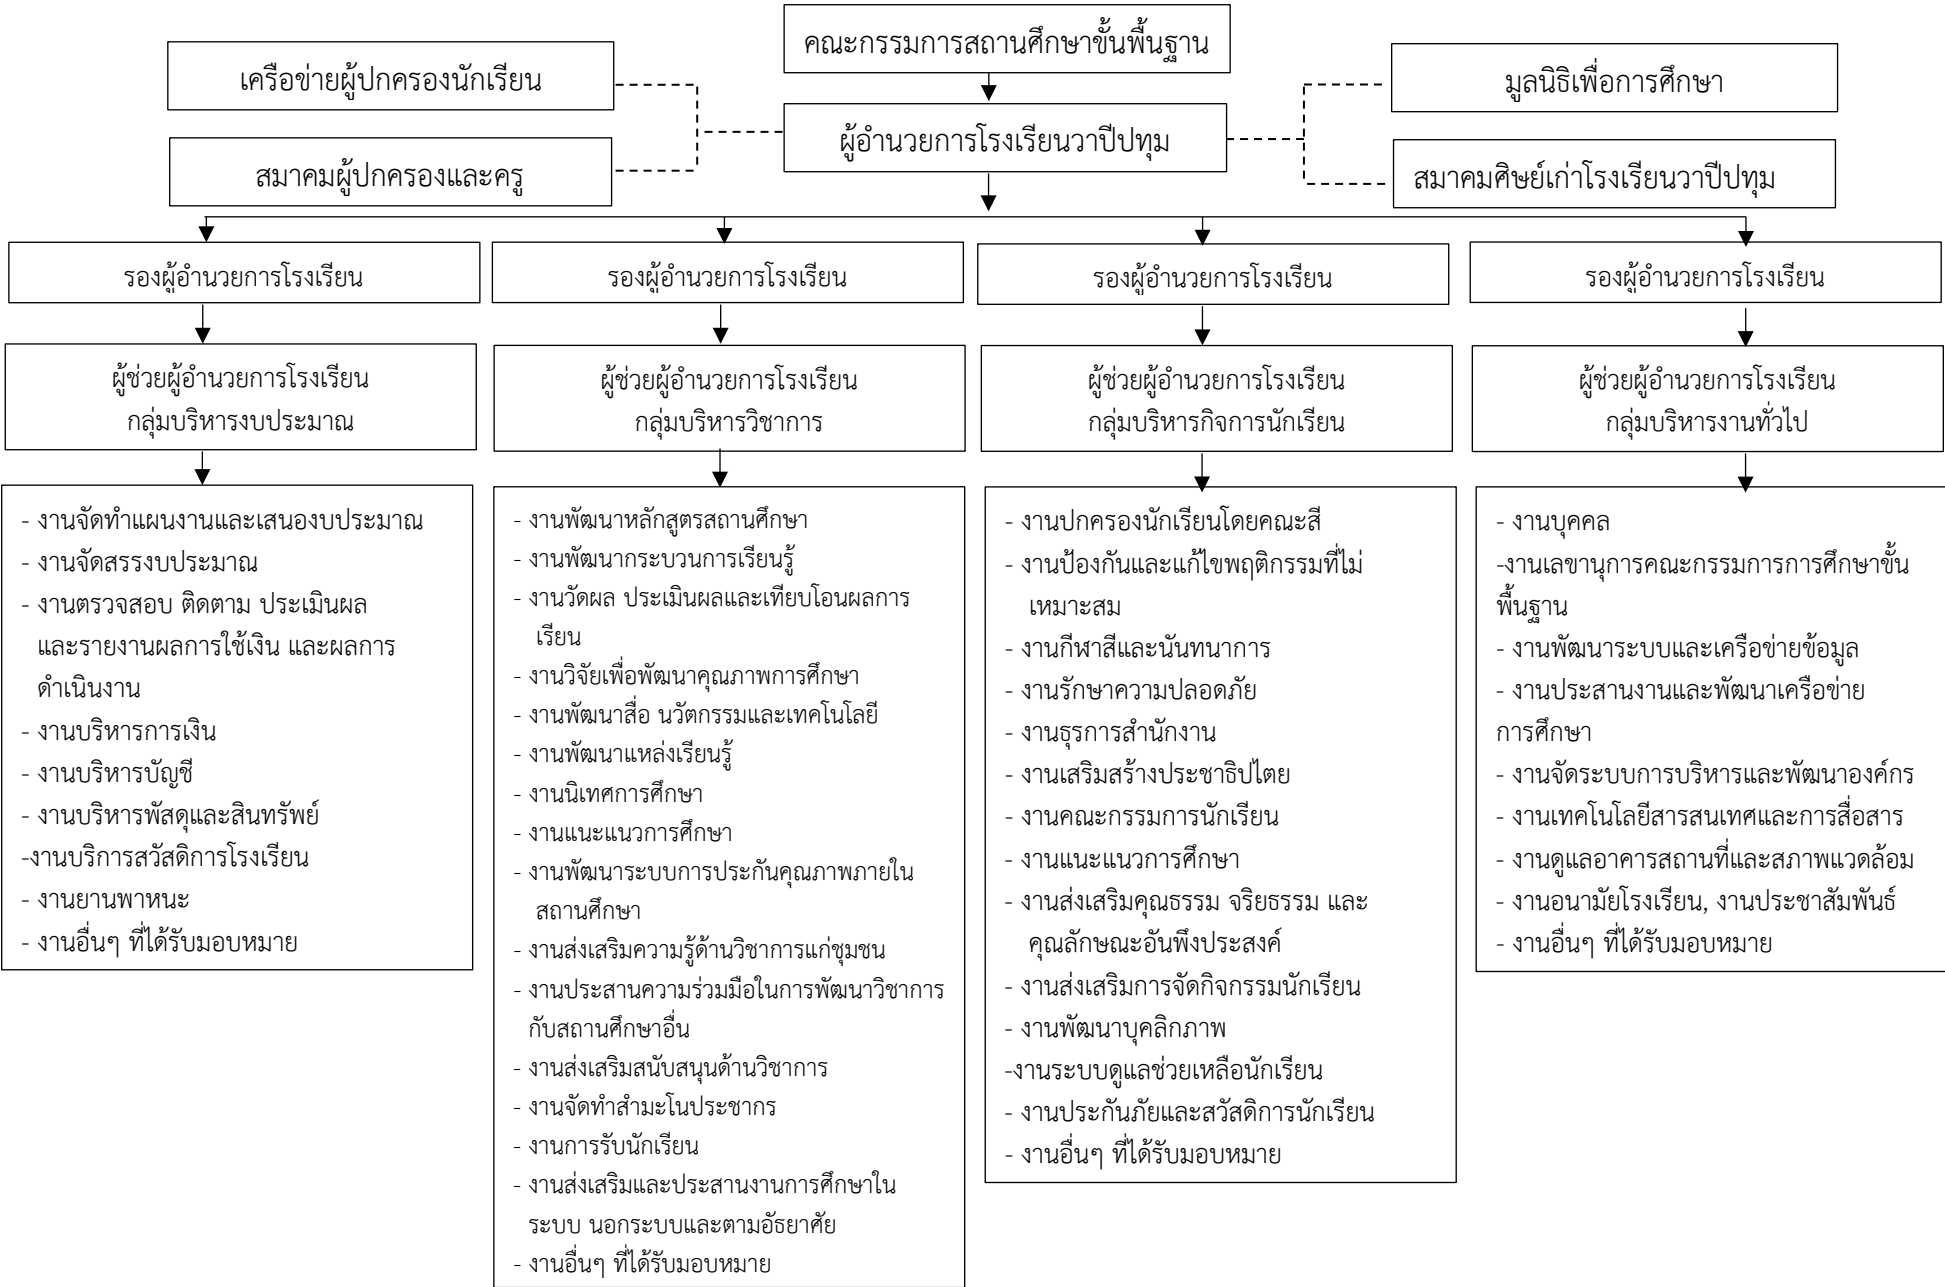 คณะกรรมการสถานศึกษาขั้นพื้นฐาน
เครือข่ายผู้ปกครองนักเรียน
มูลนิธิเพื่อการศึกษา
ผู้อำนวยการโรงเรียนวาปีปทุม
สมาคมผู้ปกครองและครู
สมาคมศิษย์เก่าโรงเรียนวาปีปทุม
รองผู้อำนวยการโรงเรียน
ผู้ช่วยผู้อำนวยการโรงเรียน
กลุ่มบริหารงบประมาณ
- งานจัดทำแผนงานและเสนองบประมาณ
- งานจัดสรรงบประมาณ
- งานตรวจสอบ ติดตาม ประเมินผล
และรายงานผลการใช้เงิน และผลการ
ดำเนินงาน
- งานบริหารการเงิน
- งานบริหารบัญชี
- งานบริหารพัสดุและสินทรัพย์
-งานบริการสวัสดิการโรงเรียน
- งานยานพาหนะ
- งานอื่นๆ ที่ได้รับมอบหมาย
รองผู้อำนวยการโรงเรียน
ผู้ช่วยผู้อำนวยการโรงเรียน
กลุ่มบริหารวิชาการ
- งานพัฒนาหลักสูตรสถานศึกษา
- งานพัฒนากระบวนการเรียนรู้
- งานวัดผล ประเมินผลและเทียบโอนผลการ
เรียน
- งานวิจัยเพื่อพัฒนาคุณภาพการศึกษา
- งานพัฒนาสื่อ นวัตกรรมและเทคโนโลยี
- งานพัฒนาแหล่งเรียนรู้
- งานนิเทศการศึกษา
- งานแนะแนวการศึกษา
- งานพัฒนาระบบการประกันคุณภาพภายใน
สถานศึกษา
- งานส่งเสริมความรู้ด้านวิชาการแก่ชุมชน
- งานประสานความร่วมมือในการพัฒนาวิชาการ
กับสถานศึกษาอื่น
- งานส่งเสริมสนับสนุนด้านวิชาการ
- งานจัดทำสำมะโนประชากร
- งานการรับนักเรียน
- งานส่งเสริมและประสานงานการศึกษาใน
ระบบ นอกระบบและตามอัธยาศัย
- งานอื่นๆ ที่ได้รับมอบหมาย
รองผู้อำนวยการโรงเรียน
ผู้ช่วยผู้อำนวยการโรงเรียน
กลุ่มบริหารกิจการนักเรียน
- งานปกครองนักเรียนโดยคณะสี
- งานป้องกันและแก้ไขพฤติกรรมที่ไม่
เหมาะสม
- งานกีฬาสีและนันทนาการ
- งานรักษาความปลอดภัย
- งานธุรการสำนักงาน
- งานเสริมสร้างประชาธิปไตย
- งานคณะกรรมการนักเรียน
- งานแนะแนวการศึกษา
- งานส่งเสริมคุณธรรม จริยธรรม และ
คุณลักษณะอันพึงประสงค์
- งานส่งเสริมการจัดกิจกรรมนักเรียน
- งานพัฒนาบุคลิกภาพ
-งานระบบดูแลช่วยเหลือนักเรียน
- งานประกันภัยและสวัสดิการนักเรียน
- งานอื่นๆ ที่ได้รับมอบหมาย
รองผู้อำนวยการโรงเรียน
ผู้ช่วยผู้อำนวยการโรงเรียน
กลุ่มบริหารงานทั่วไป
- งานบุคคล
-งานเลขานุการคณะกรรมการการศึกษาขั้น
พื้นฐาน
- งานพัฒนาระบบและเครือข่ายข้อมูล
- งานประสานงานและพัฒนาเครือข่าย
การศึกษา
- งานจัดระบบการบริหารและพัฒนาองค์กร
- งานเทคโนโลยีสารสนเทศและการสื่อสาร
- งานดูแลอาคารสถานที่และสภาพแวดล้อม
- งานอนามัยโรงเรียน, งานประชาสัมพันธ์
- งานอื่นๆ ที่ได้รับมอบหมาย